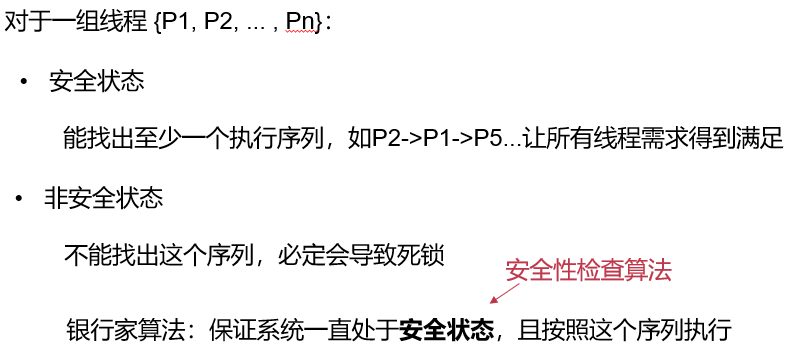 对于一组线程 {P1, P2, ... , Pn}：
• 安全状态
能找出至少一个执行序列，如P2->P1->P5...让所有线程需求得到满足
• 非安全状态
不能找出这个序列，必定会导致死锁
安全性检查算法
银行家算法：保证系统一直处于安全状态，且按照这个序列执行